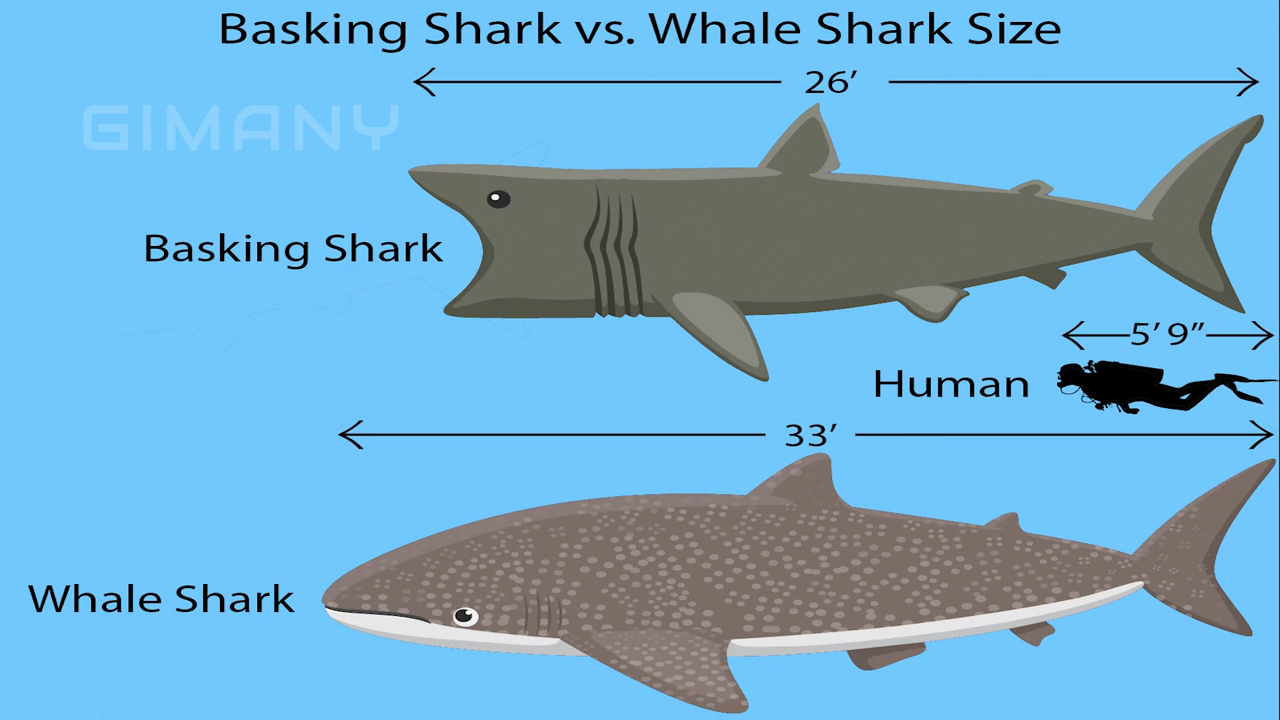 Basking Shark vs. Whale Shark Size
26′
GIMANY
Basking Shark
5′ 9″
Human
33′
Whale Shark